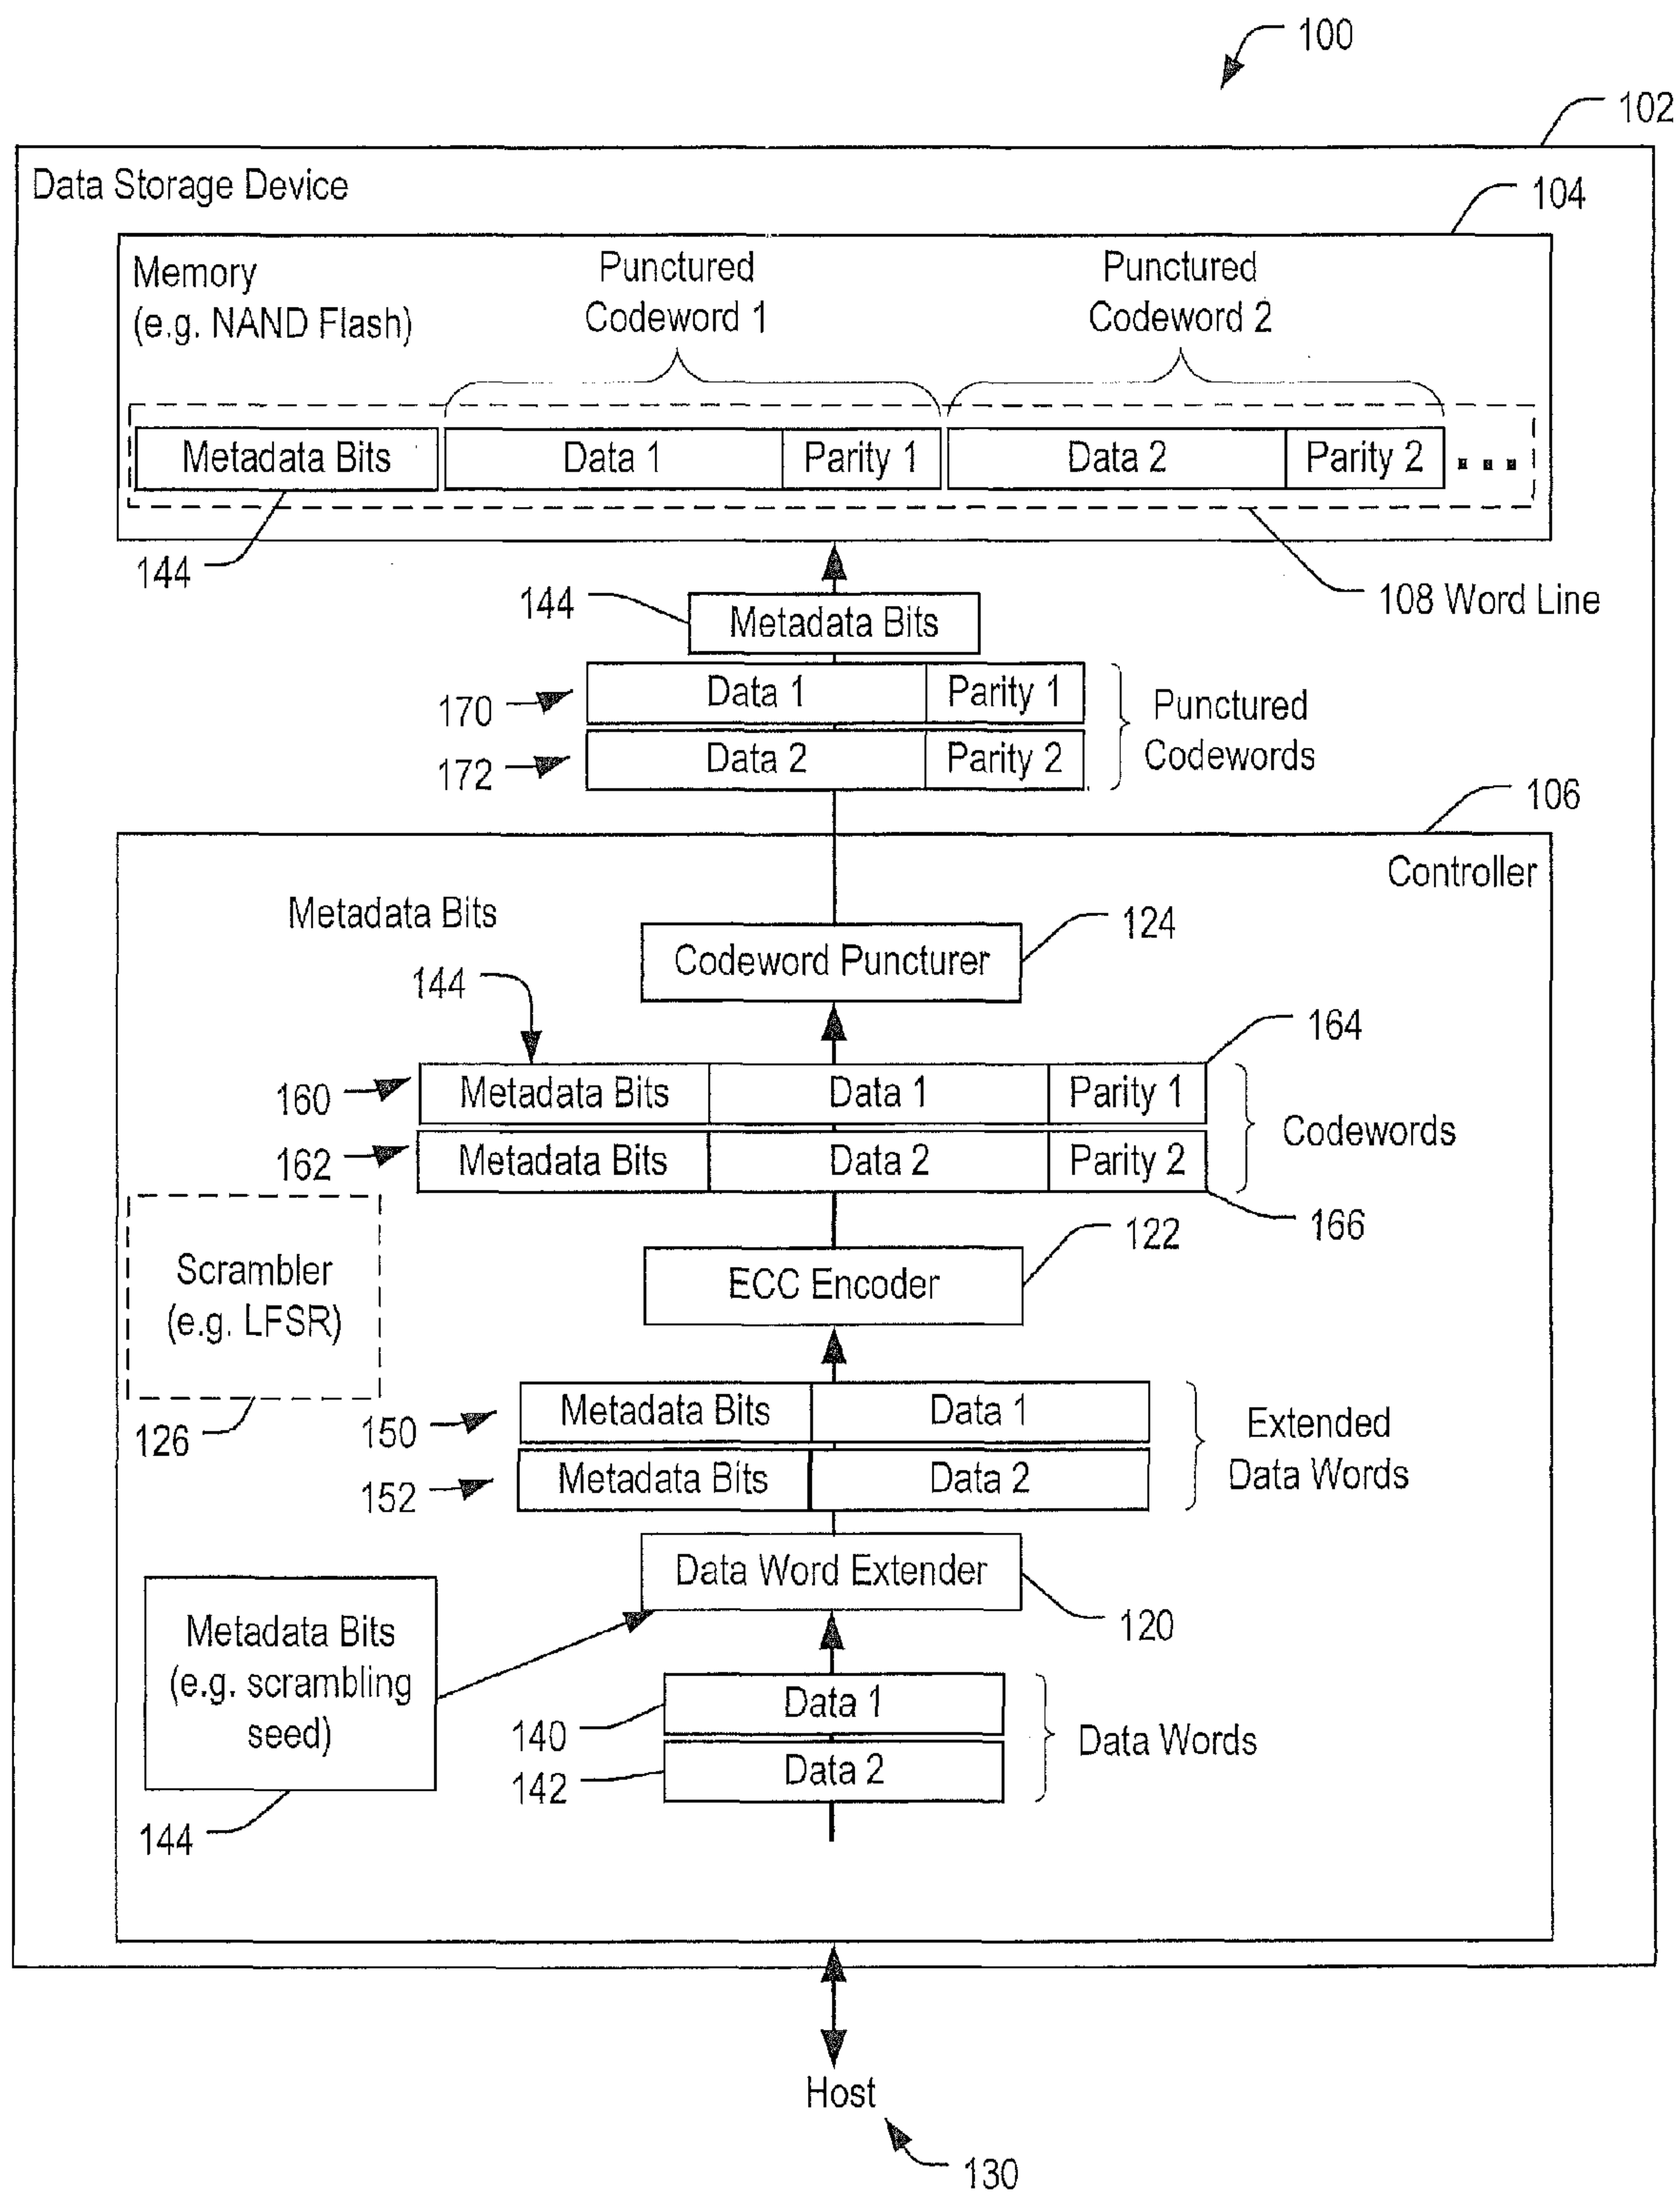 100
102
Data Storage Device
104
Memory
(e.g. NAND Flash)
Punctured
Codeword 1
Punctured
Codeword 2
Metadata Bits
Data 1
Parity 1
Data 2
Parity 2
144
108 Word Line
144
Metadata Bits
170
Data 1
Parity 1
172
Data 2
Parity 2
Punctured
Codewords
106
Controller
Metadata Bits
144
Codeword Puncturer
124
164
160
Metadata Bits
Data 1
Parity 1
162
Metadata Bits
Data 2
Parity 2
Codewords
166
Scrambler
(e.g. LFSR)
126
ECC Encoder
122
150
Metadata Bits
Data 1
152
Metadata Bits
Data 2
Extended
Data Words
Data Word Extender
120
Metadata Bits
(e.g. scrambling
seed)
144
140
Data 1
142
Data 2
Data Words
Host
130